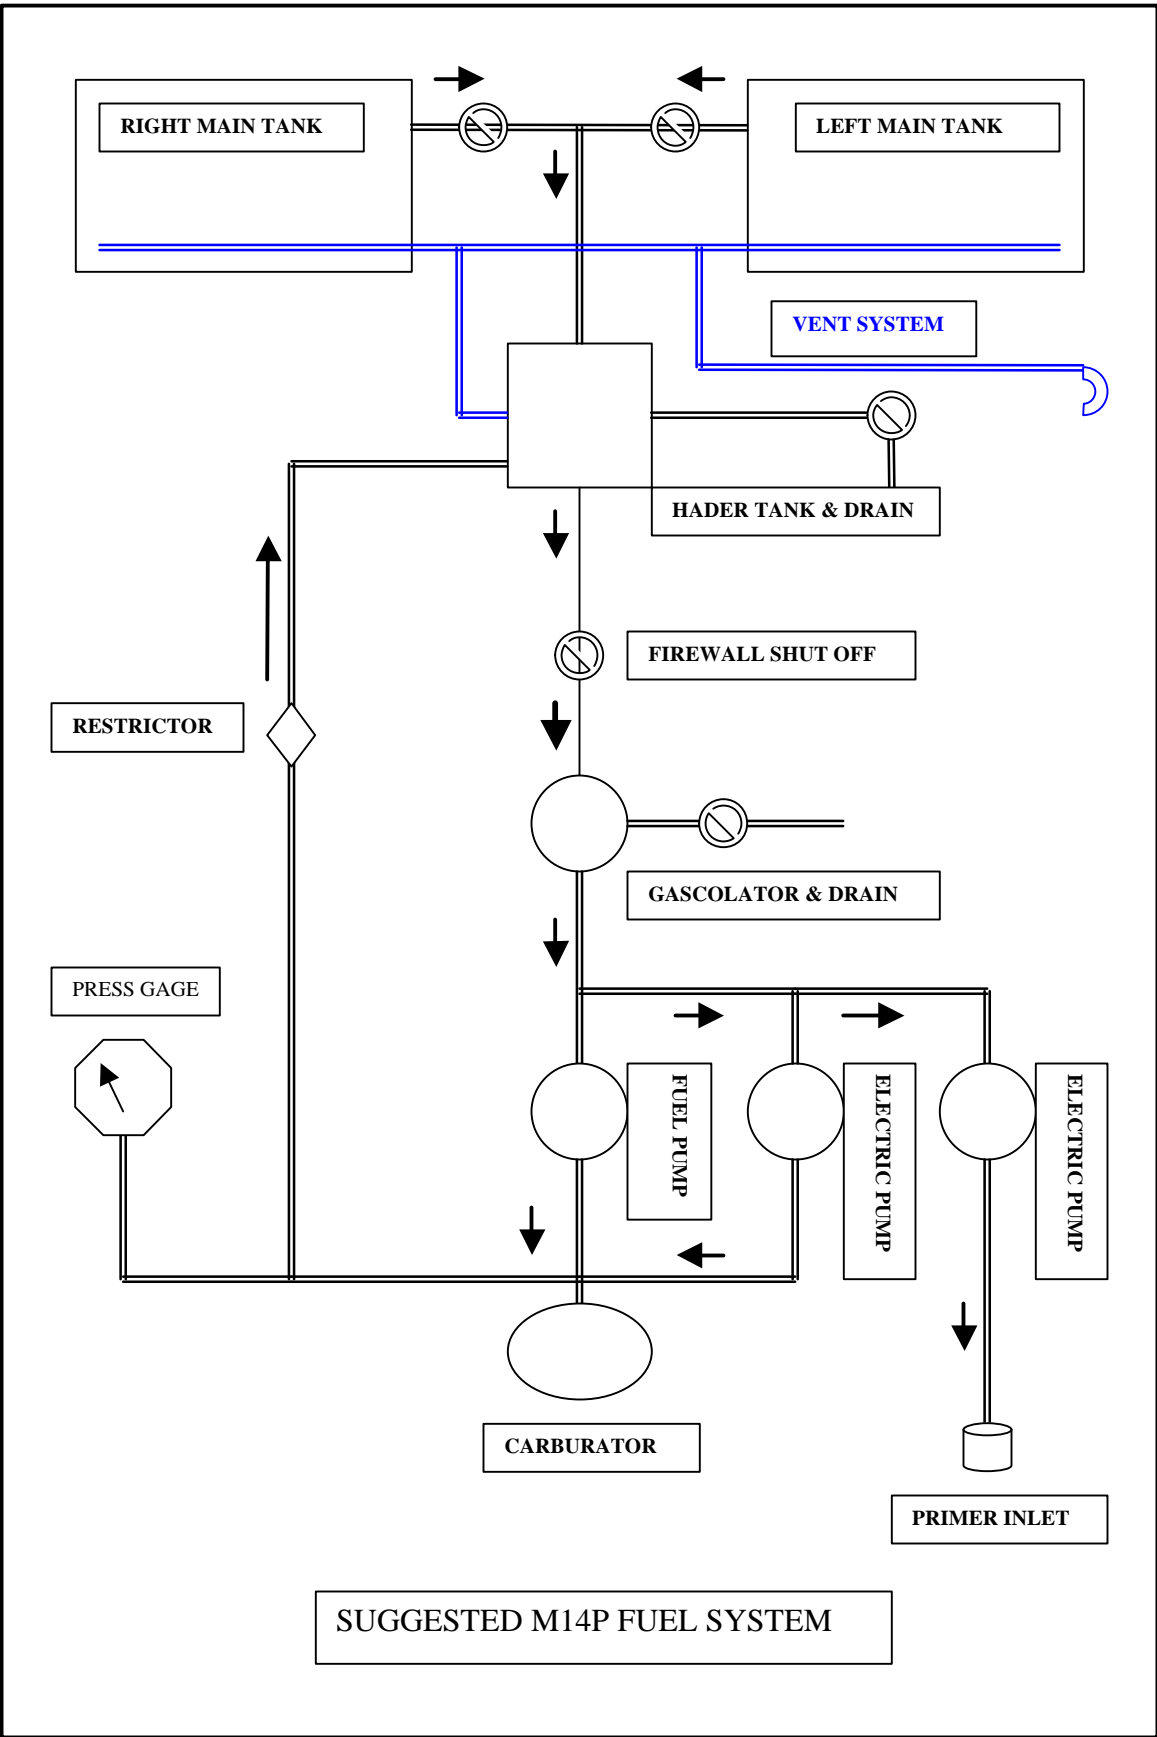 RIGHT MAIN TANK
LEFT MAIN TANK
VENT SYSTEM
HADER TANK & DRAIN
FIREWALL SHUT OFF
RESTRICTOR
GASCOLATOR & DRAIN
PRESS GAGE
FUEL PUMP
ELECTRIC PUMP
ELECTRIC PUMP
CARBURATOR
PRIMER INLET
SUGGESTED M14P FUEL SYSTEM